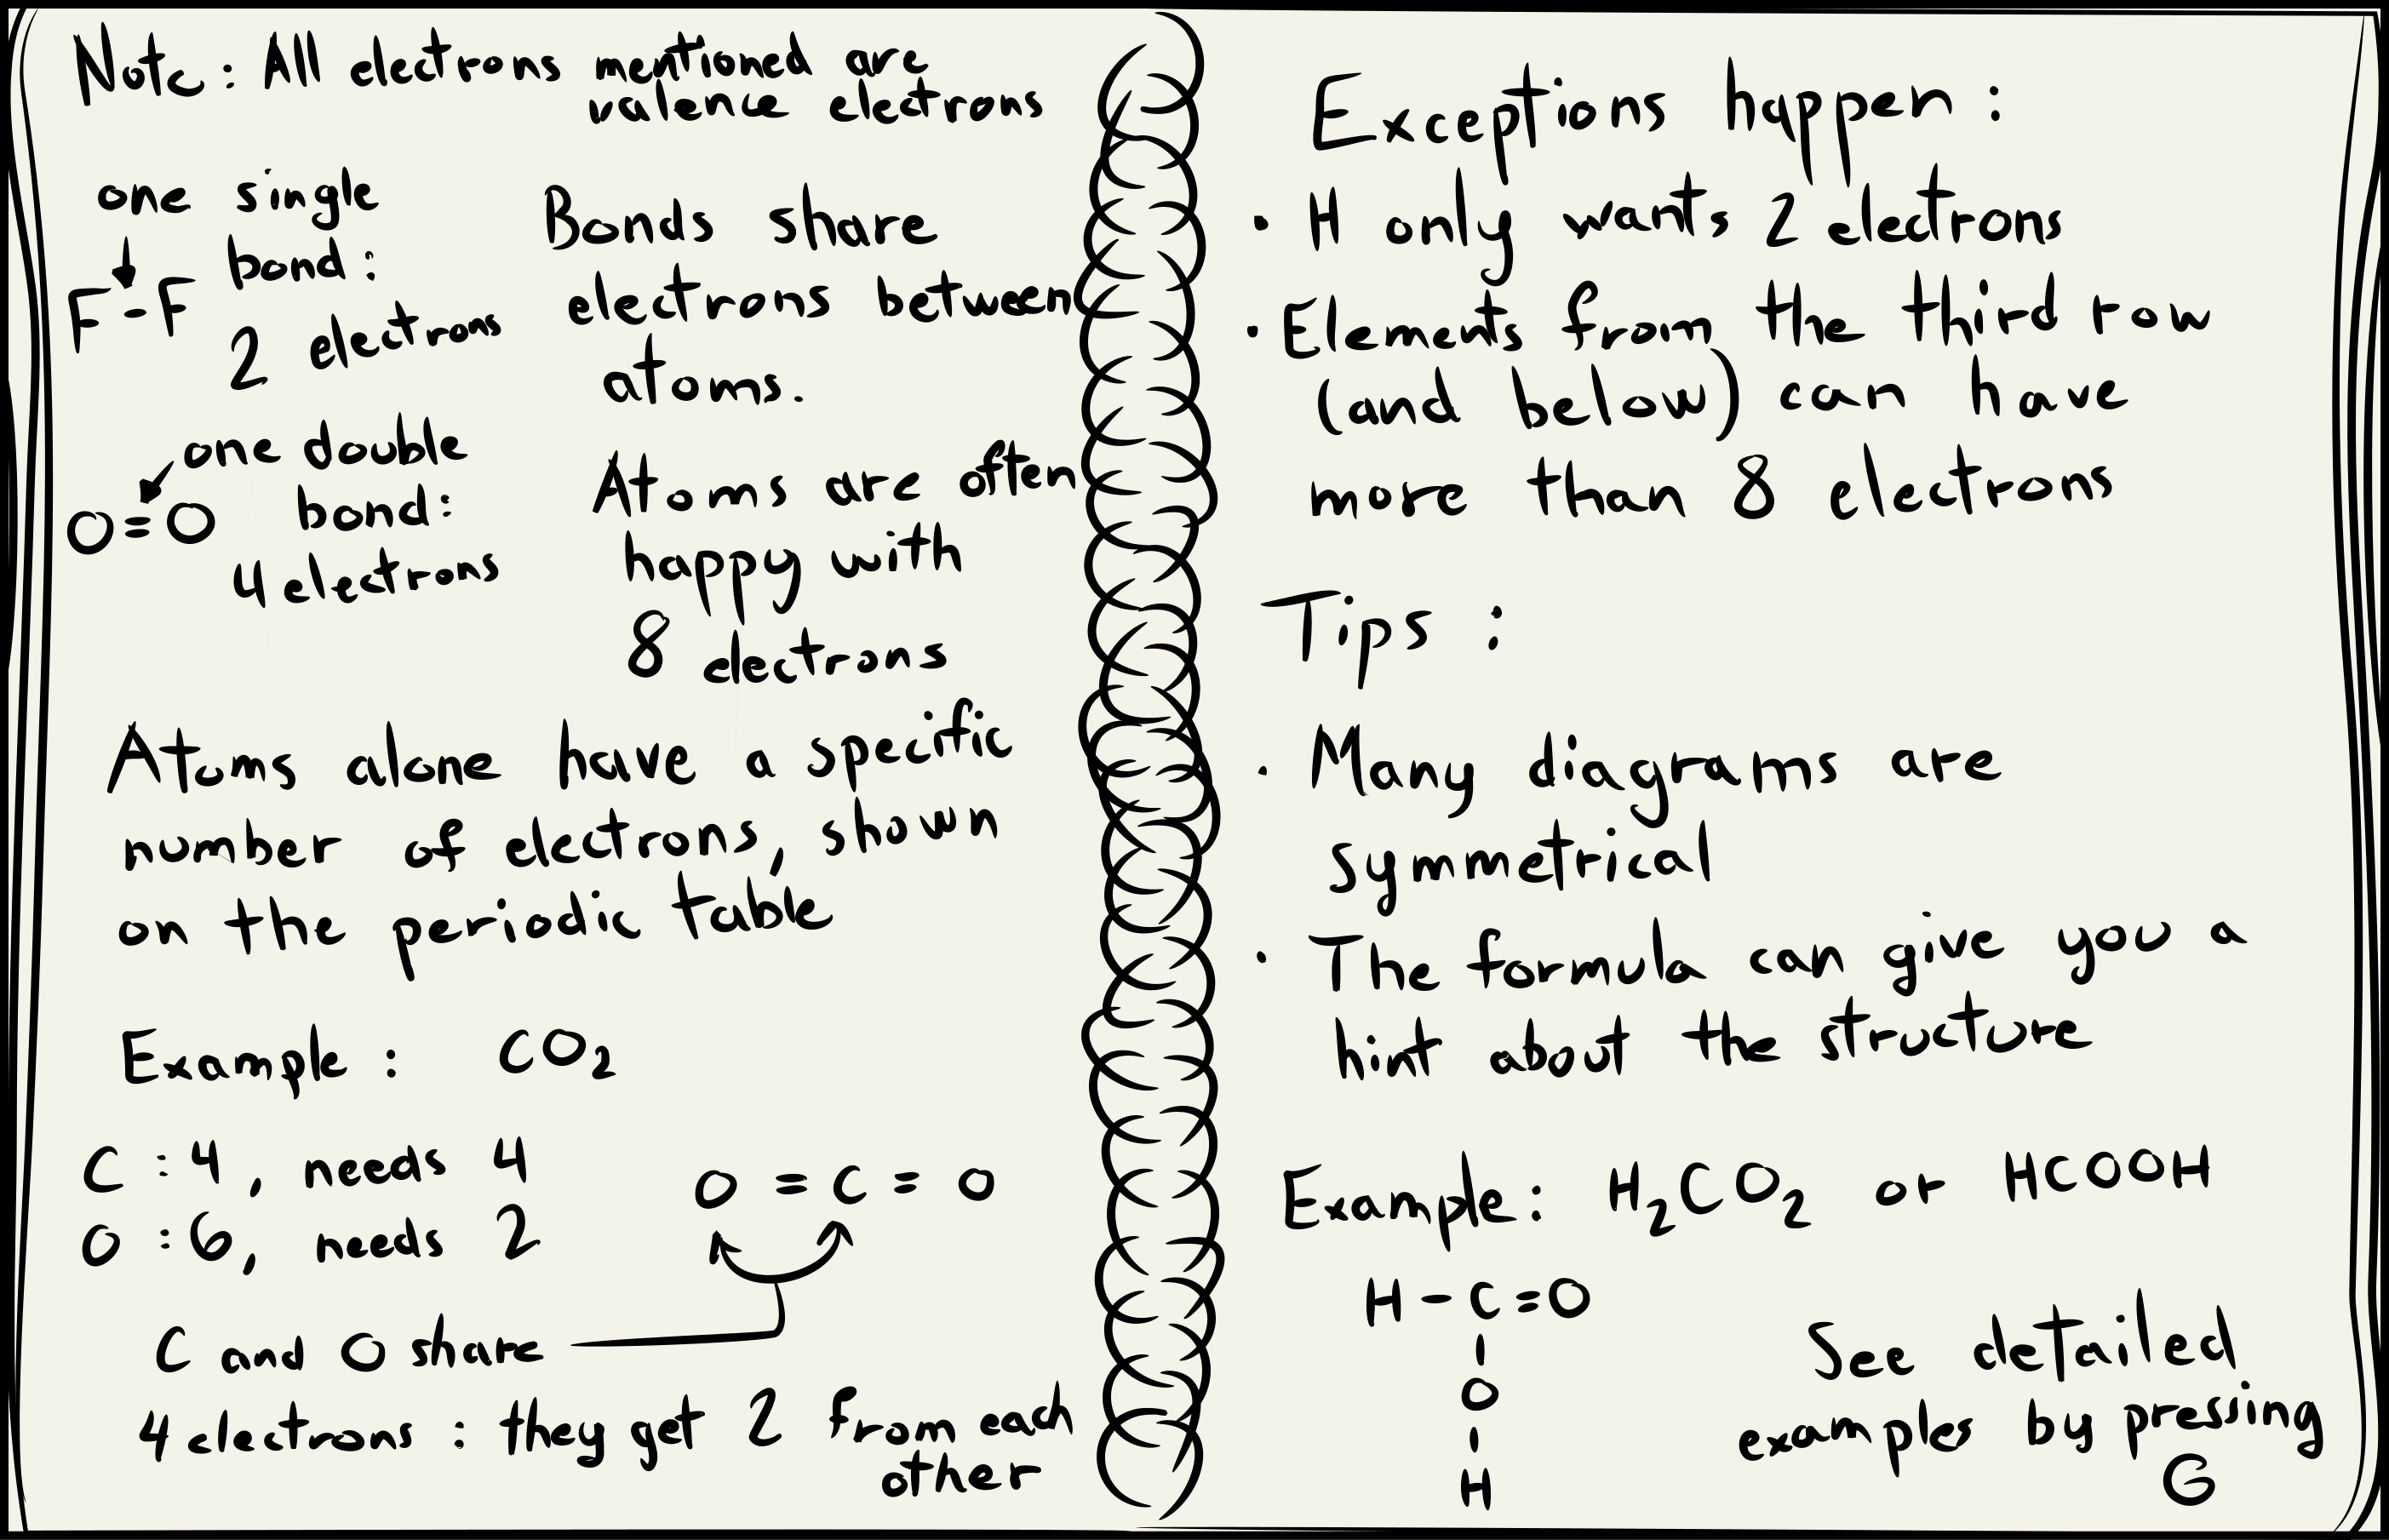 Note : All electrons mentioned are
valence electrons
one single
bond :
F - F
2 electrons
Bonds share
electrons between
atoms.
one double
bond :
O = O
4 electrons
Atoms are often
happy with
8 electrons
Atoms alone have a specific
number of electrons, shown
on the periodic table
Example : CO₂
C : 4, needs 4
O : 6, needs 2
O = C = O
C and O share
4 electrons : they get 2 from each
other
Exceptions happen :
· H only wants 2 electrons
· Elements from the third row
(and below) can have
more than 8 electrons
Tips :
· Many diagrams are
symmetrical
· The formula can give you a
hint about the structure
Example : H₂CO₂ or HCOOH
H - C = O
|
O
|
H
See detailed
examples by pressing
G